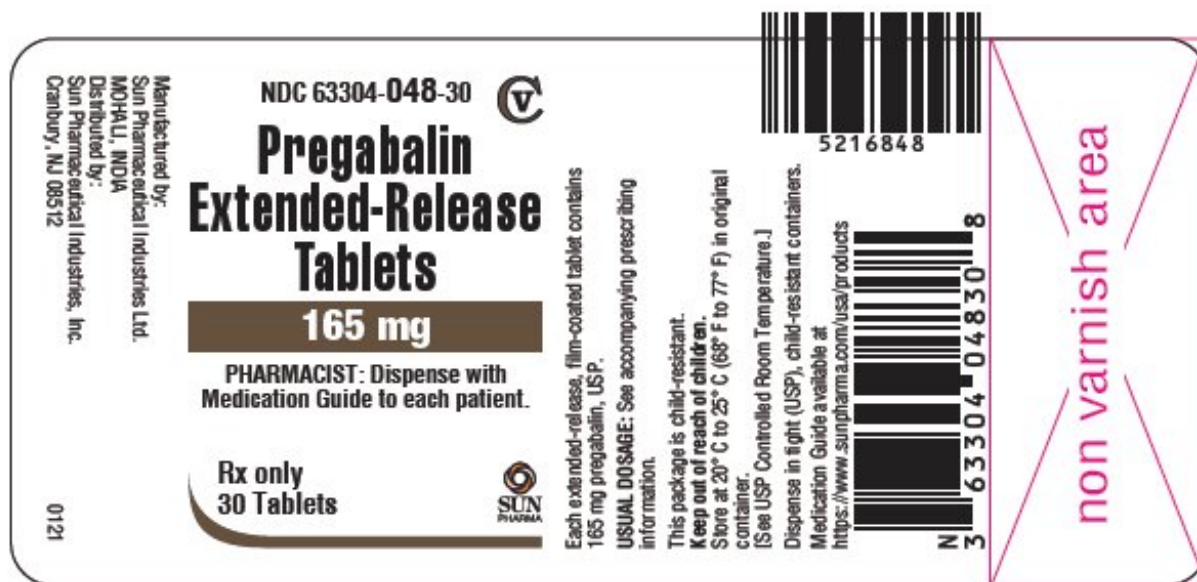 Manufactured by:
Sun Pharmaceutical Industries Ltd.
MOHALI, INDIA
Distributed by:
Sun Pharmaceutical Industries, Inc.
Cranbury, NJ 08512
0121
NDC 63304-048-30
CV
Pregabalin
Extended-Release
Tablets
165 mg
PHARMACIST: Dispense with
Medication Guide to each patient.
Rx only
30 Tablets
SUN
PHARMA
Each extended-release, film-coated tablet contains
165 mg pregabalin, USP.
USUAL DOSAGE: See accompanying prescribing
information.
This package is child-resistant.
Keep out of reach of children.
Store at 20° C to 25° C (68° F to 77° F) in original
container.
[See USP Controlled Room Temperature.]
Dispense in tight (USP), child-resistant containers.
Medication Guide available at
https://www.sunpharma.com/usa/products
5216848
N
3 63304 04830 8
non varnish area